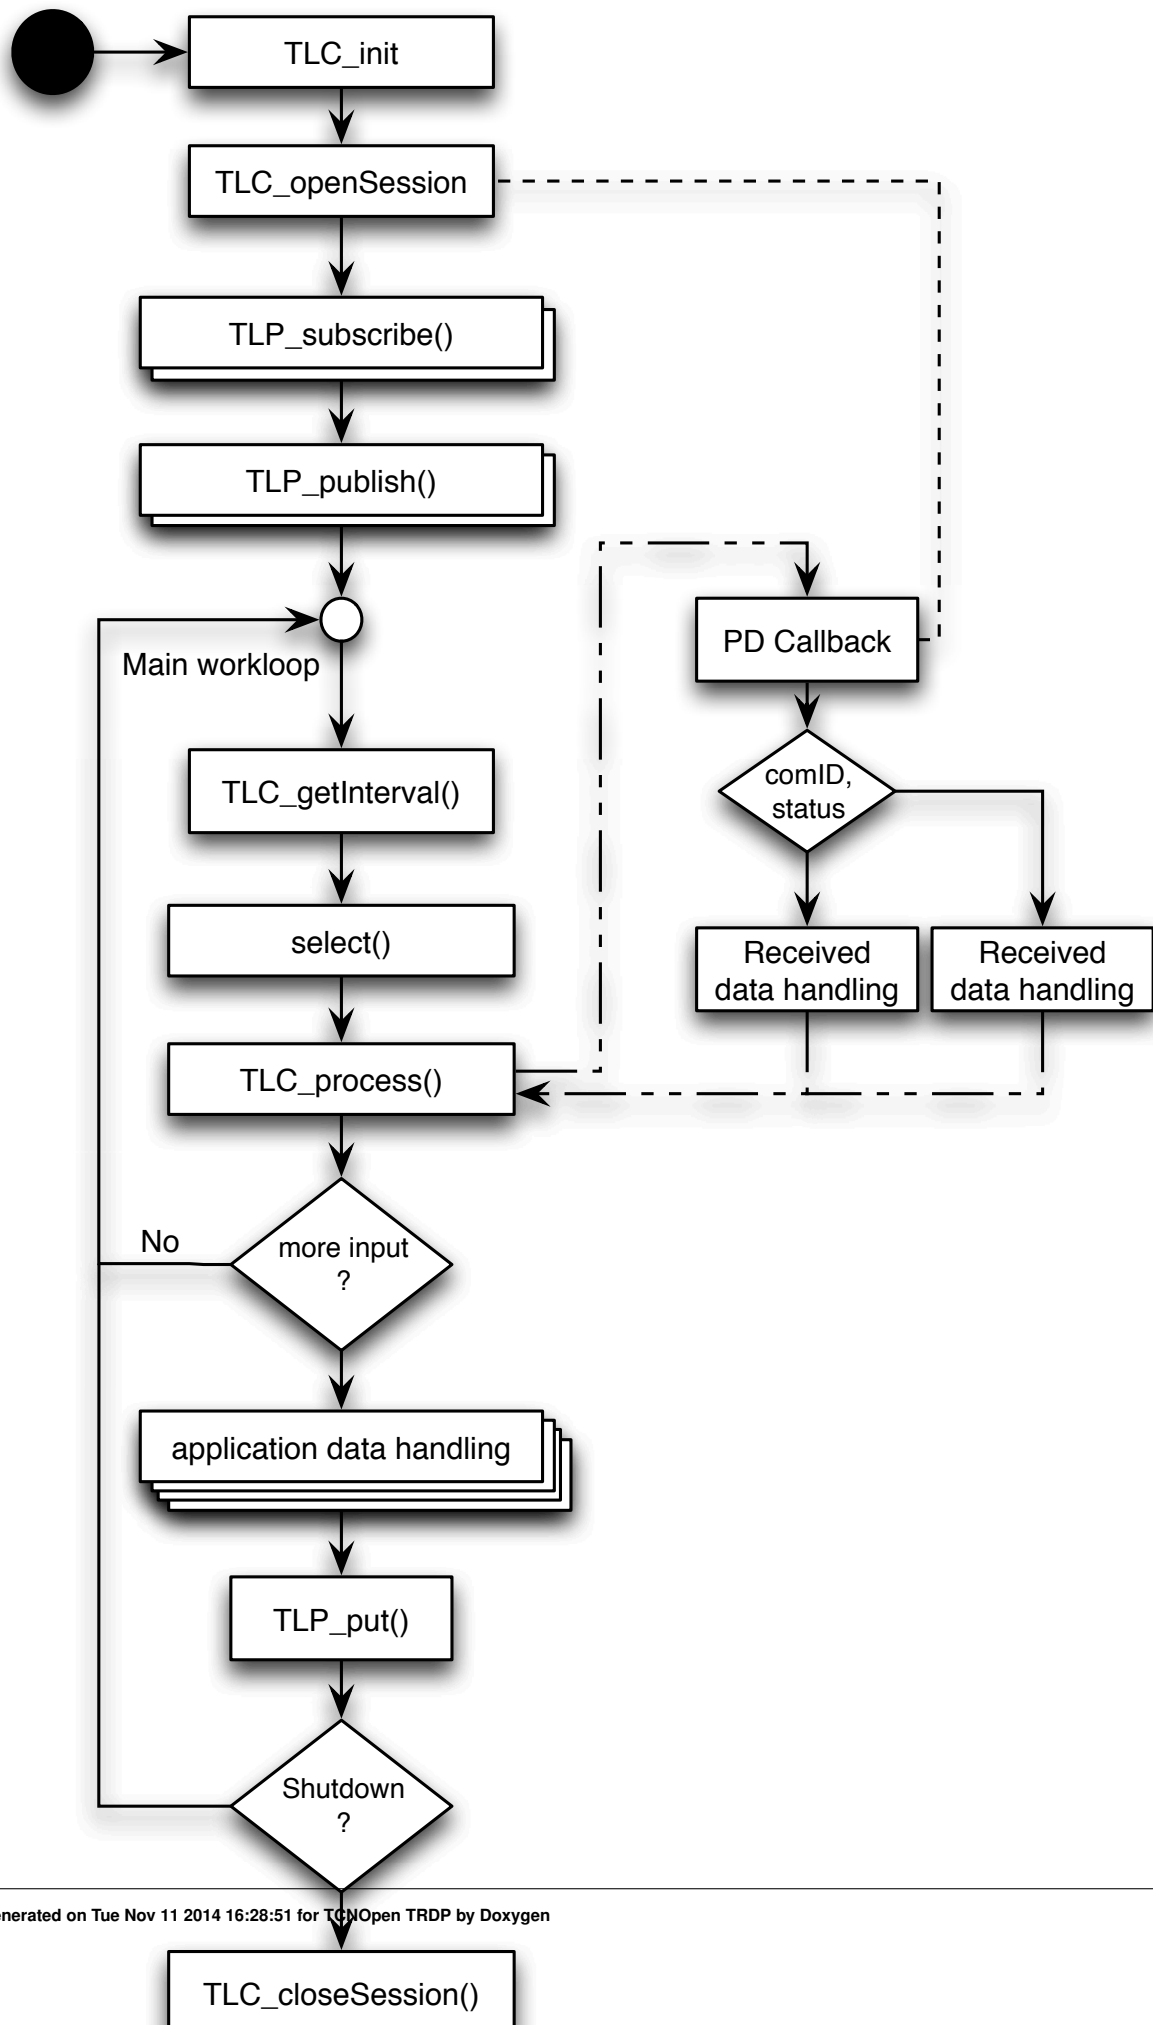 TLC_init
TLC_openSession
TLP_subscribe()
TLP_publish()
Main workloop
PD Callback
TLC_getInterval()
comID,
status
select()
Received
data handling
Received
data handling
TLC_process()
No
more input
?
application data handling
TLP_put()
Shutdown
?
enerated on Tue Nov 11 2014 16:28:51 for TCNOpen TRDP by Doxygen
TLC_closeSession()